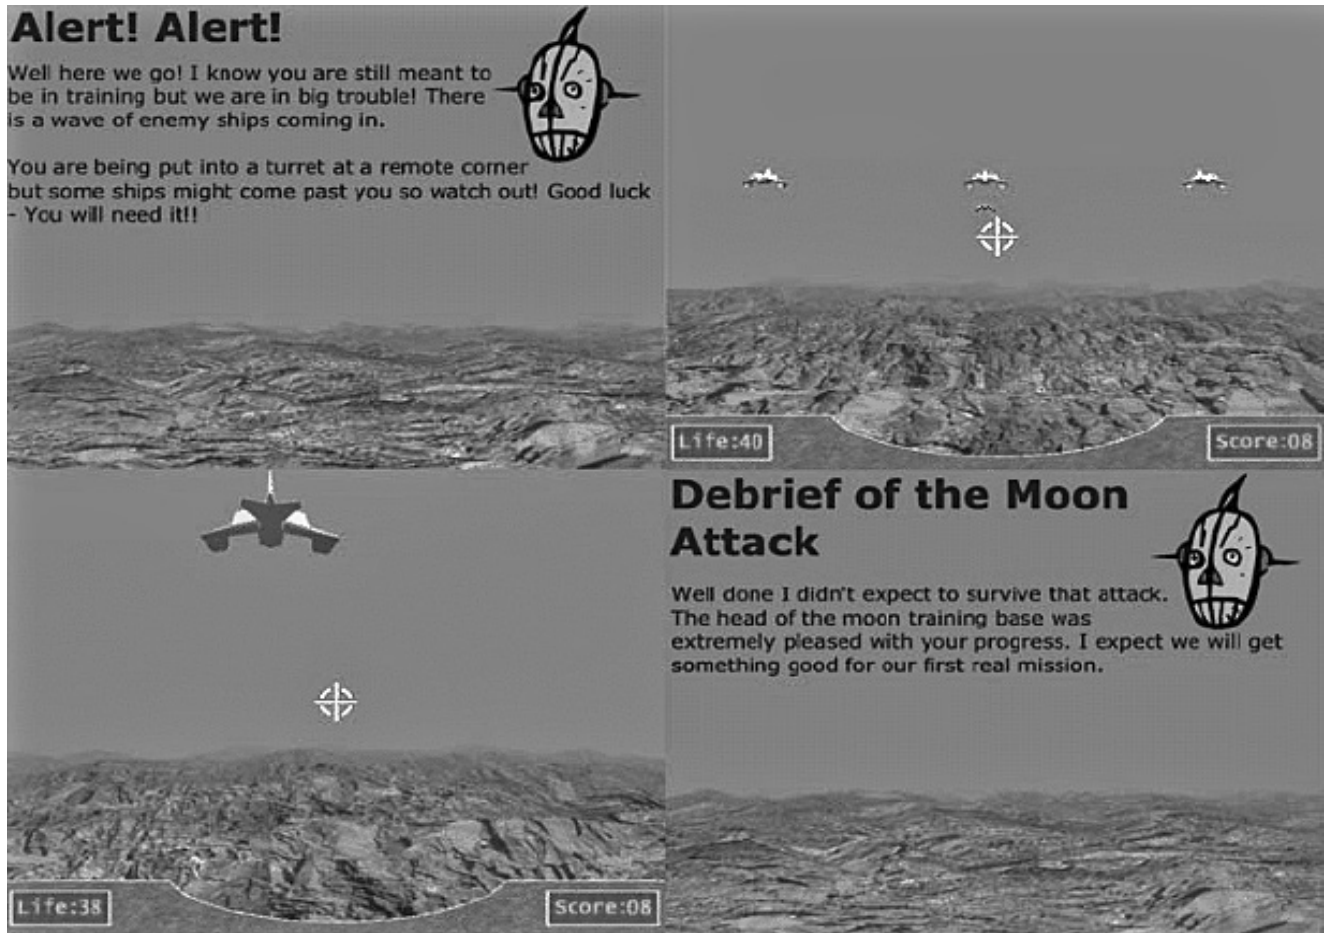 Alert! Alert!
Well here we go! I know you are still meant to
be in training but we are in big trouble! There
is a wave of enemy ships coming in.
You are being put into a turret at a remote corner
but some ships might come past you so watch out! Good luck
- You will need it!!
Life:40
Score:08
Life:38
Score:08
Debrief of the Moon
Attack
Well done I didn't expect to survive that attack.
The head of the moon training base was
extremely pleased with your progress. I expect we will get
something good for our first real mission.